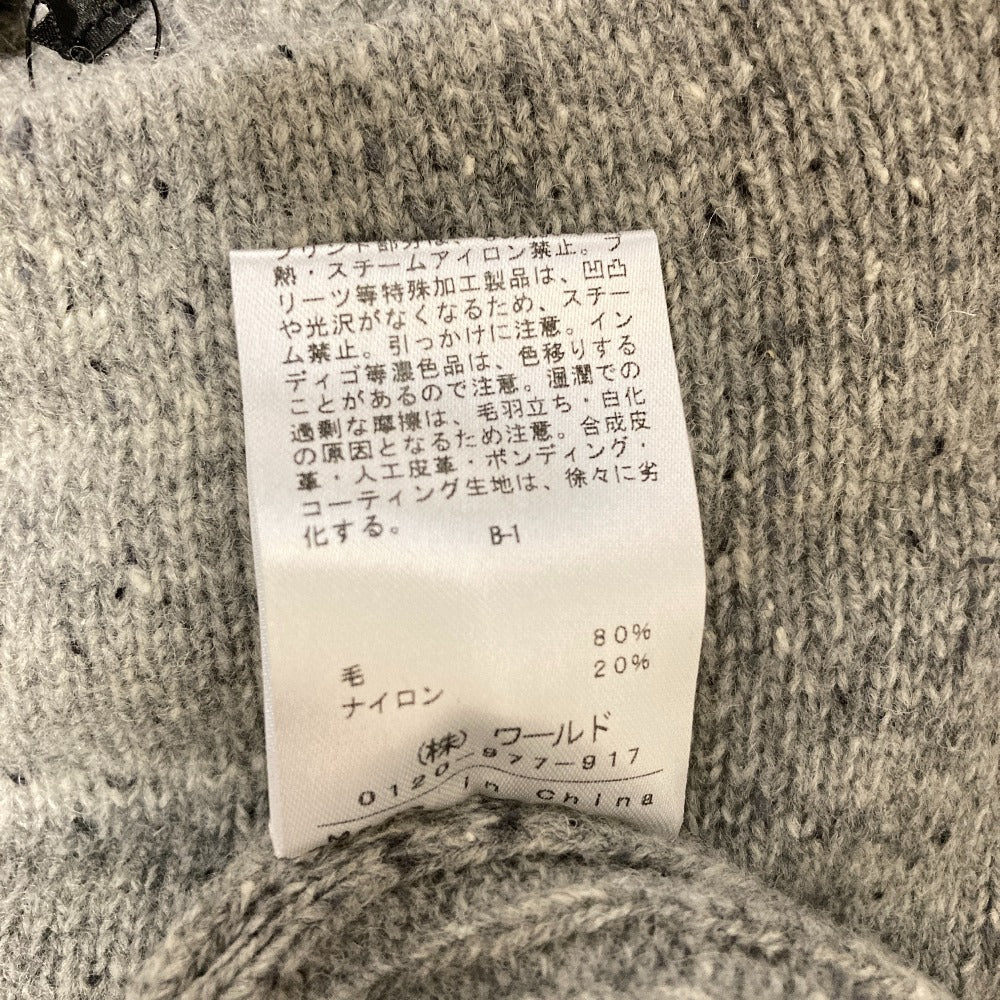 プリント部分は、
熱・スチームアイロン禁止。プ
リーツ等特殊加工製品は、凹凸
や光沢がなくなるため、スチー
ム禁止。引っかけに注意。イン
ディゴ等濃色品は、色移りする
ことがあるので注意。湿潤での
過剰な摩擦は、毛羽立ち・白化
の原因となるため注意。合成皮
革・人工皮革・ボンディング・
コーティング生地は、徐々に劣
化する。 B-1
毛 80%
ナイロン 20%
(株) ワールド
0120-977-917
in China